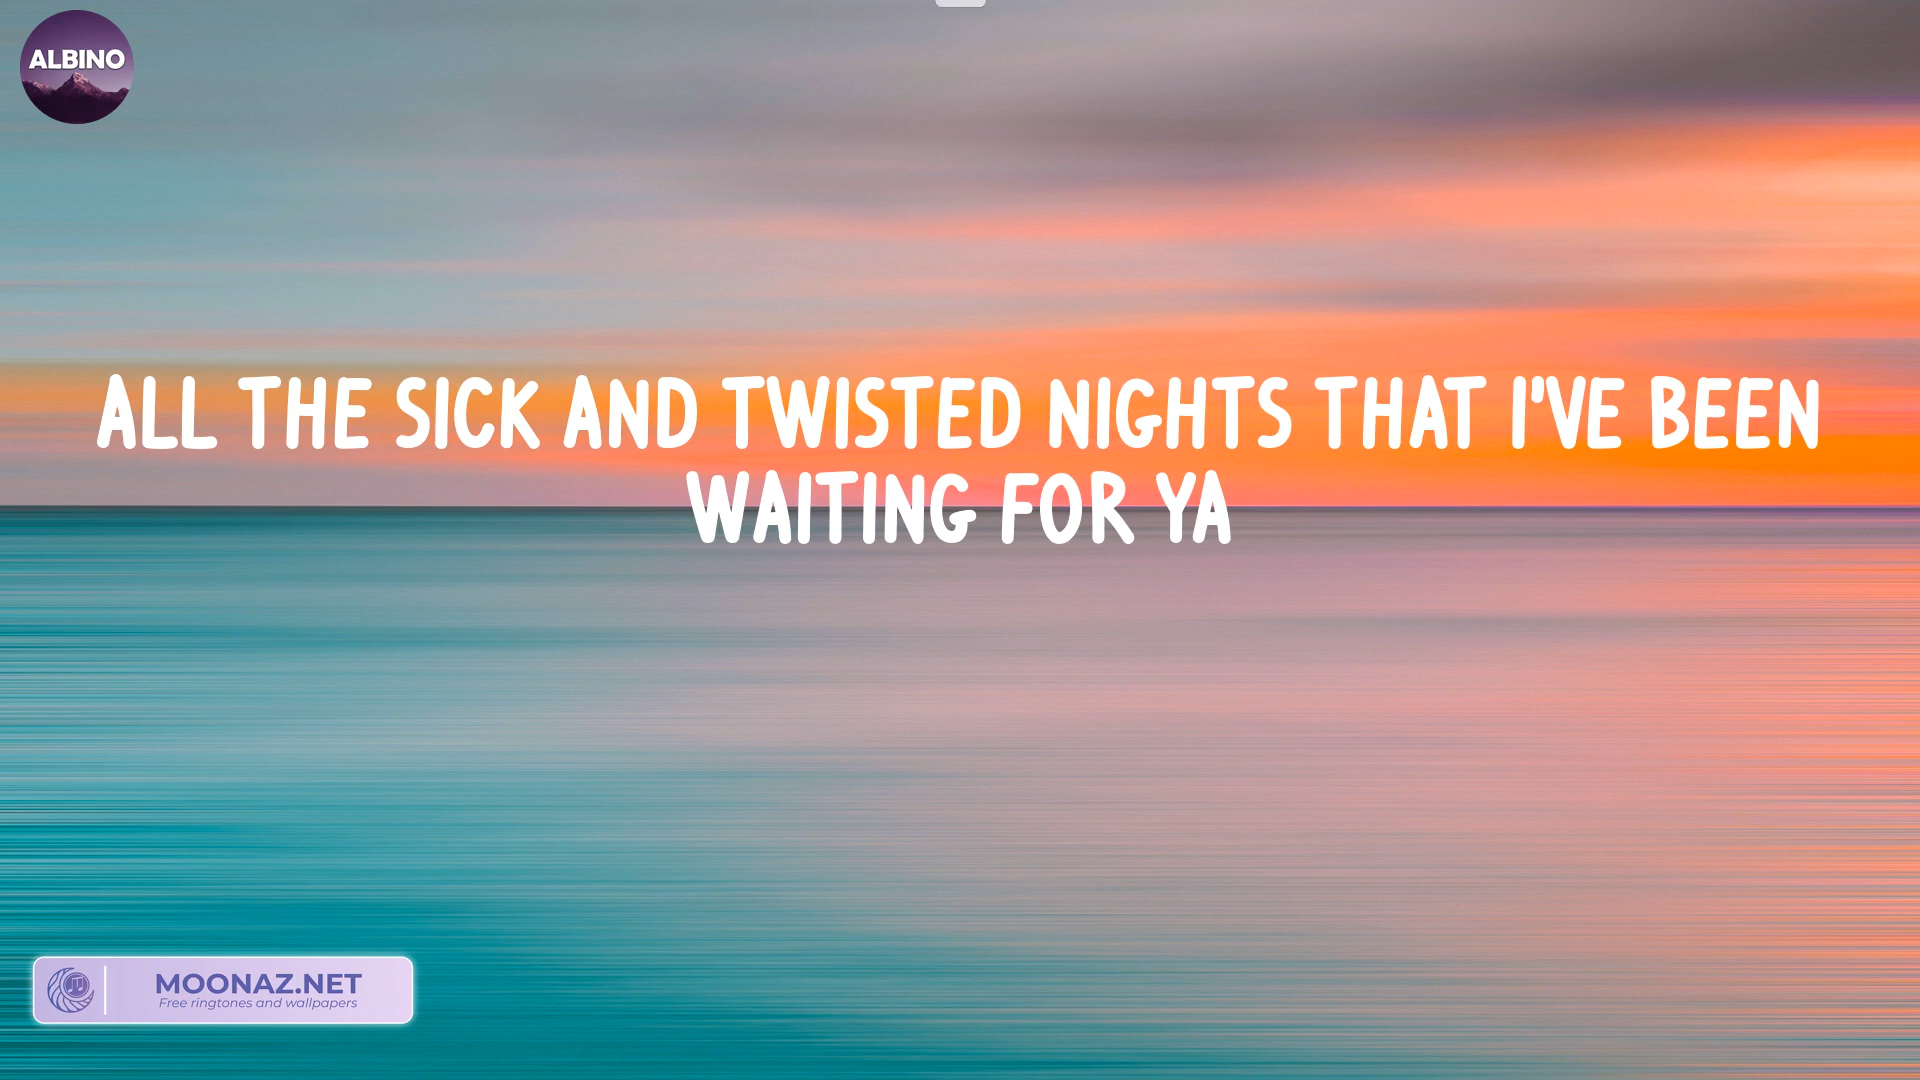 ALBINO
ALL THE SICK AND TWISTED NIGHTS THAT I'VE BEEN
WAITING FOR YA
MOONAZ.NET
Free ringtones and wallpapers